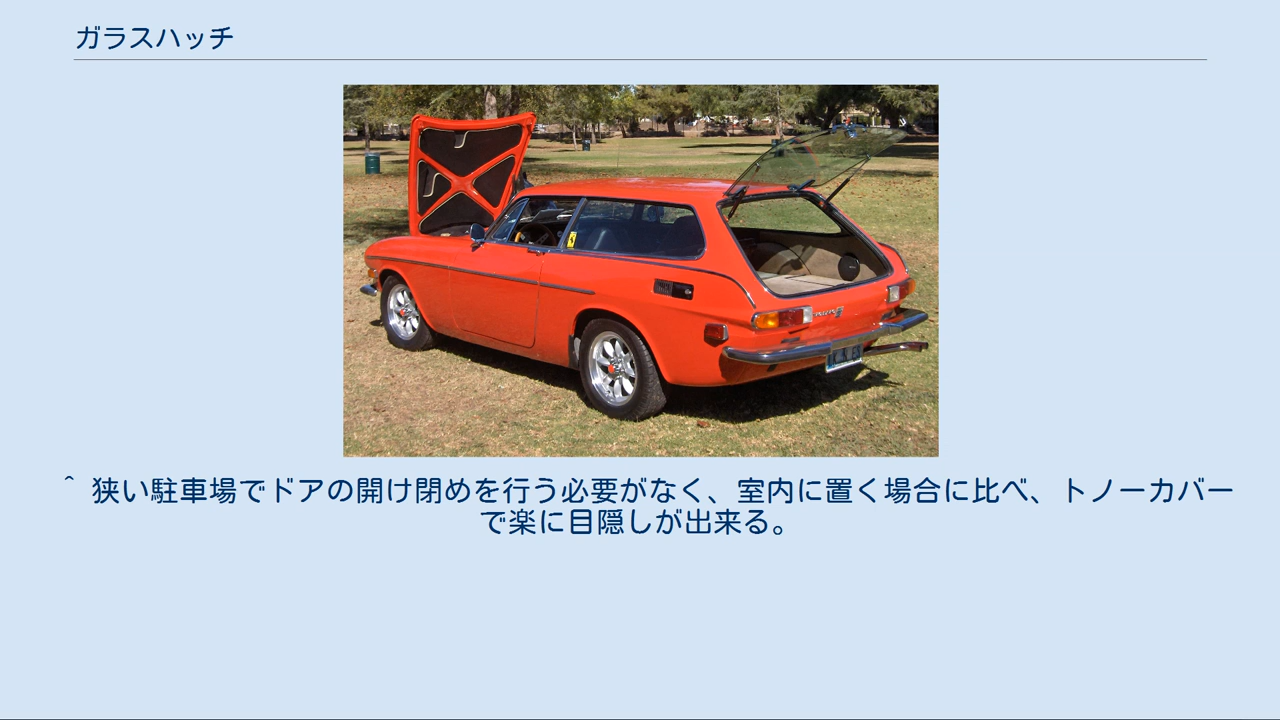 ガラスハッチ
^ 狭い駐車場でドアの開け閉めを行う必要がなく、室内に置く場合に比べ、トノーカバー
で楽に目隠しが出来る。